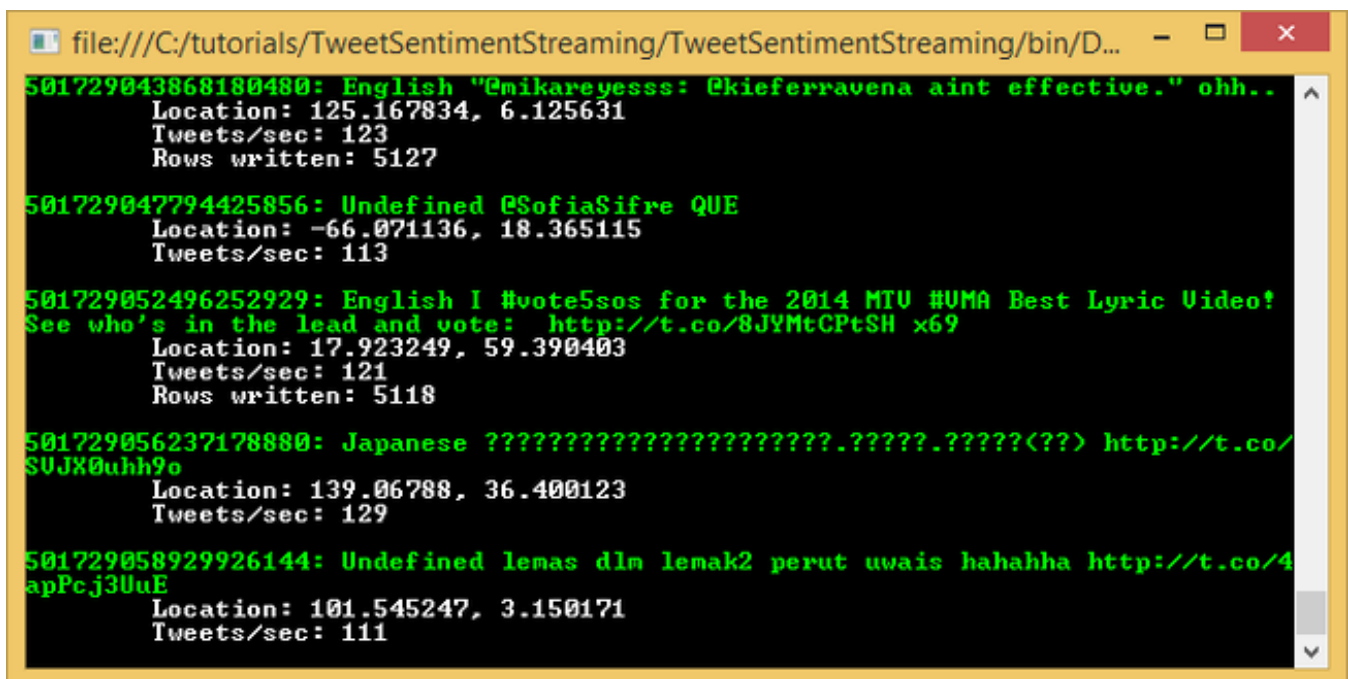 file:///C:/tutorials/TweetSentimentStreaming/TweetSentimentStreaming/bin/D...
501729043868180480: English "@mikareyesss: @kieferravena aint effective." ohh..
Location: 125.167834, 6.125631
Tweets/sec: 123
Rows written: 5127
501729047794425856: Undefined @SofiaSifre QUE
Location: -66.071136, 18.365115
Tweets/sec: 113
501729052496252929: English I #vote5sos for the 2014 MTV #VMA Best Lyric Video!
See who's in the lead and vote:  http://t.co/8JYMtCPtSH x69
Location: 17.923249, 59.390403
Tweets/sec: 121
Rows written: 5118
501729056237178880: Japanese ??????????????????????.?????.?????(??) http://t.co/
SVJX0uhh9o
Location: 139.06788, 36.400123
Tweets/sec: 129
501729058929926144: Undefined lemas dlm lemak2 perut uwais hahahha http://t.co/4
apPcj3UuE
Location: 101.545247, 3.150171
Tweets/sec: 111